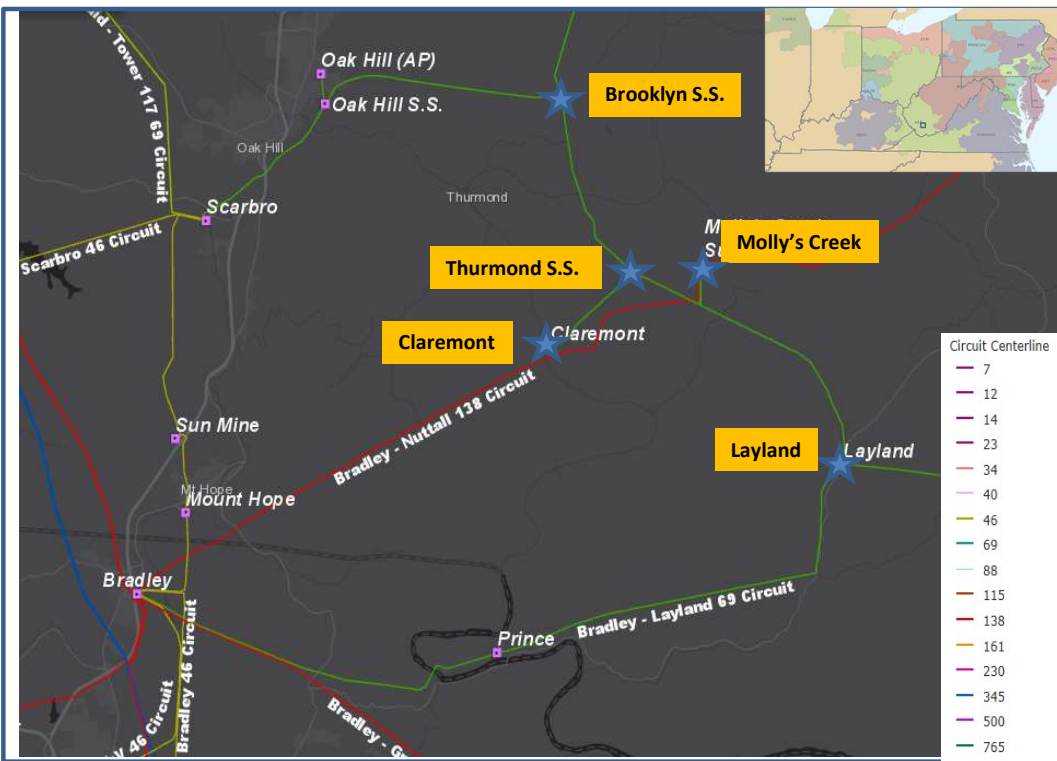 Tower 117 69 Circuit
Oak Hill (AP)
Oak Hill S.S.
Oak Hill
Brooklyn S.S.
Thurmond
Scarbro
Scarbro 46 Circuit
Molly's Creek
Thurmond S.S.
Claremont
Claremont
Bradley - Nuttall 138 Circuit
Layland
Layland
Sun Mine
Mt Hope
Mount Hope
Bradley
Bradley - Layland 69 Circuit
Prince
Bradley 46 Circuit
46 Circuit
Bradley - G
Circuit Centerline
7
12
14
23
34
40
46
69
88
115
138
161
230
345
500
765